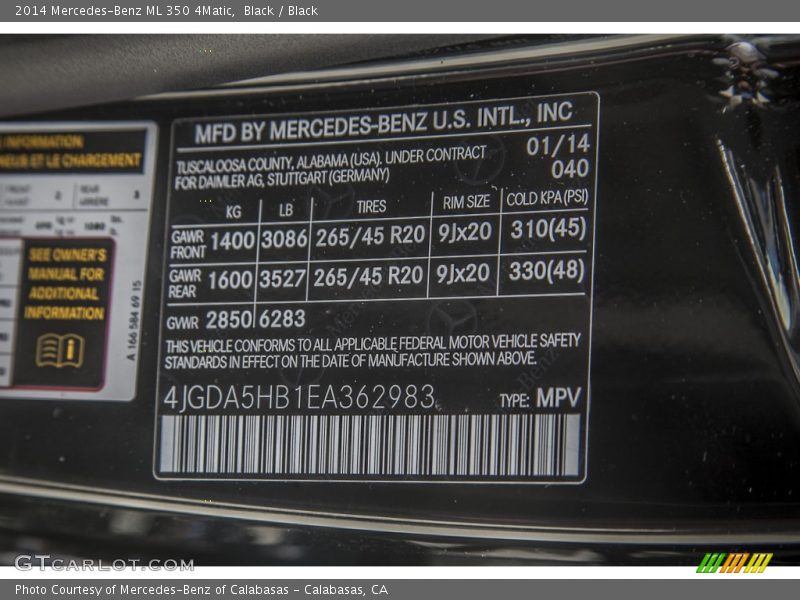 2014 Mercedes-Benz ML 350 4Matic, Black / Black
INFORMATION
ET LE CHARGEMENT
SEE OWNER'S
MANUAL FOR
ADDITIONAL
INFORMATION
A 166 584 69 15
MFD BY MERCEDES-BENZ U.S. INTL., INC
TUSCALOOSA COUNTY, ALABAMA (USA), UNDER CONTRACT 01/14
FOR DAIMLER AG, STUTTGART (GERMANY) 040
KG LB TIRES RIM SIZE COLD KPA (PSI)
GAWR FRONT 1400 3086 265/45 R20 9Jx20 310(45)
GAWR REAR 1600 3527 265/45 R20 9Jx20 330(48)
GWR 2850 6283
THIS VEHICLE CONFORMS TO ALL APPLICABLE FEDERAL MOTOR VEHICLE SAFETY
STANDARDS IN EFFECT ON THE DATE OF MANUFACTURE SHOWN ABOVE.
4JGDA5HB1EA362983 TYPE: MPV
GTCARLOT.COM
Photo Courtesy of Mercedes-Benz of Calabasas - Calabasas, CA